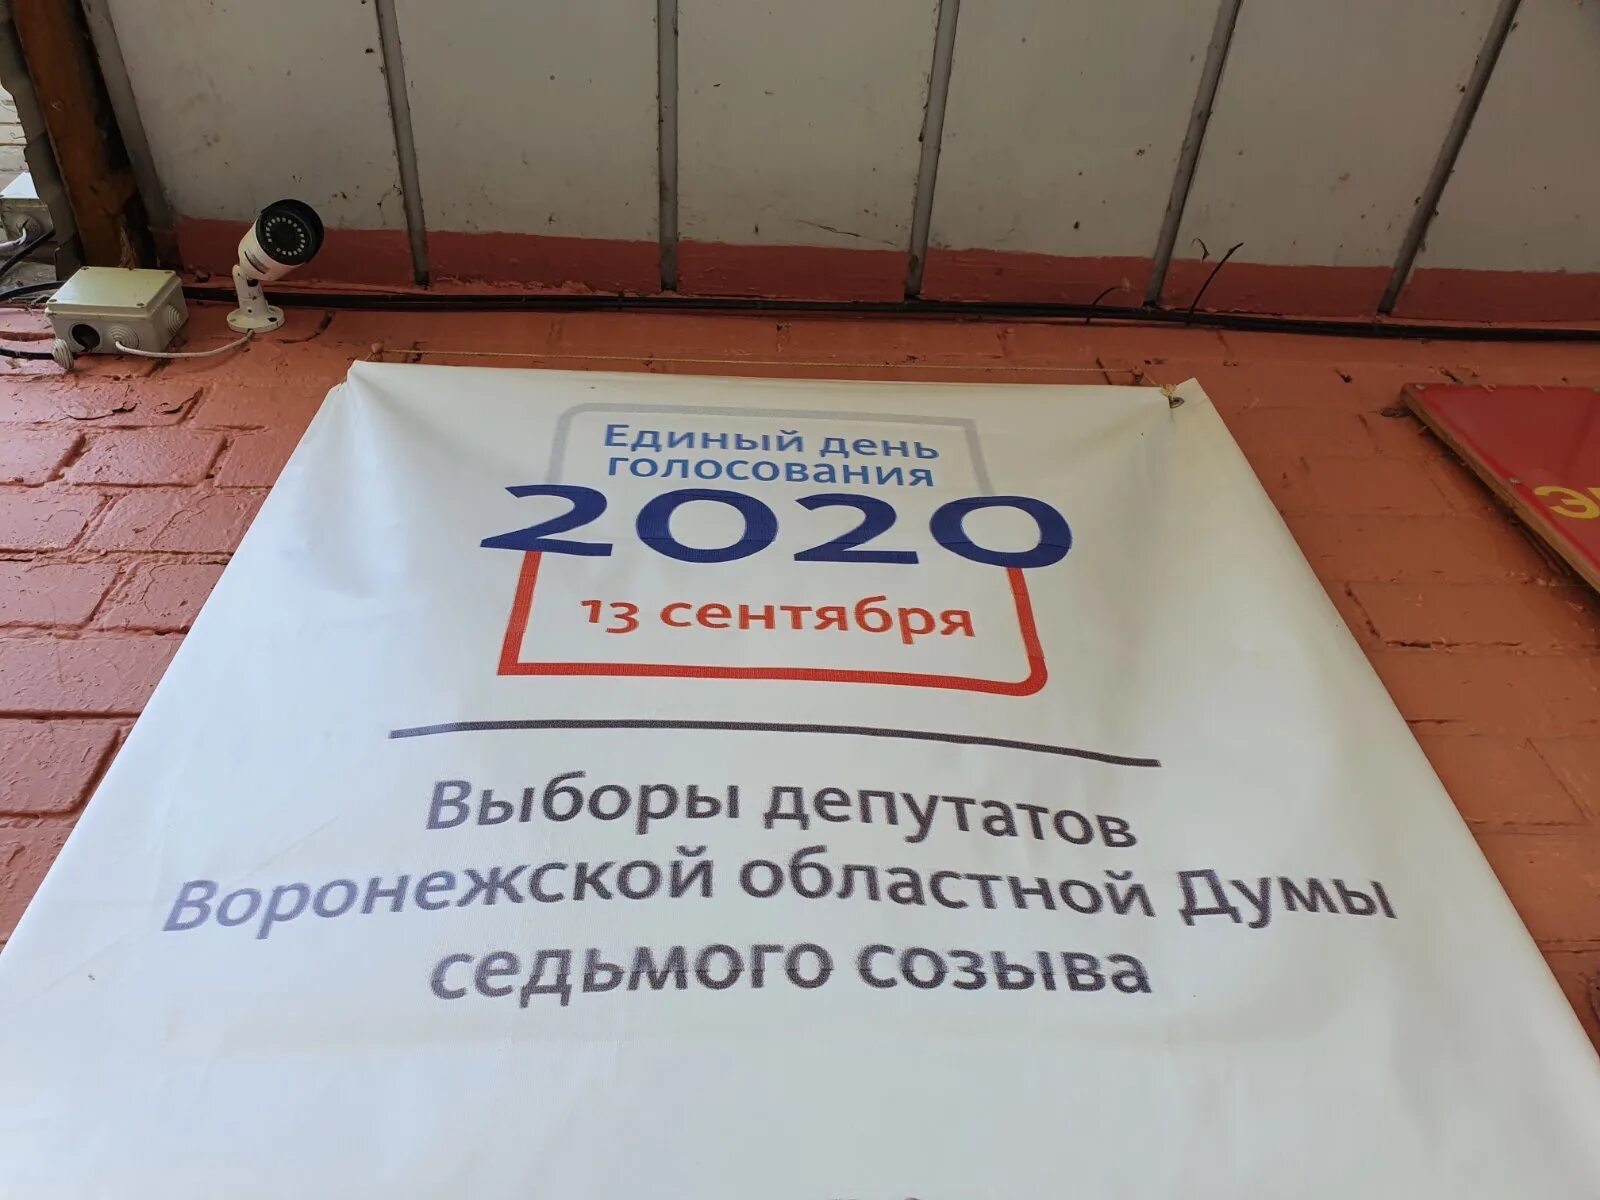 Единый день
голосования
2020
13 сентября
Выборы депутатов
Воронежской областной Думы
седьмого созыва